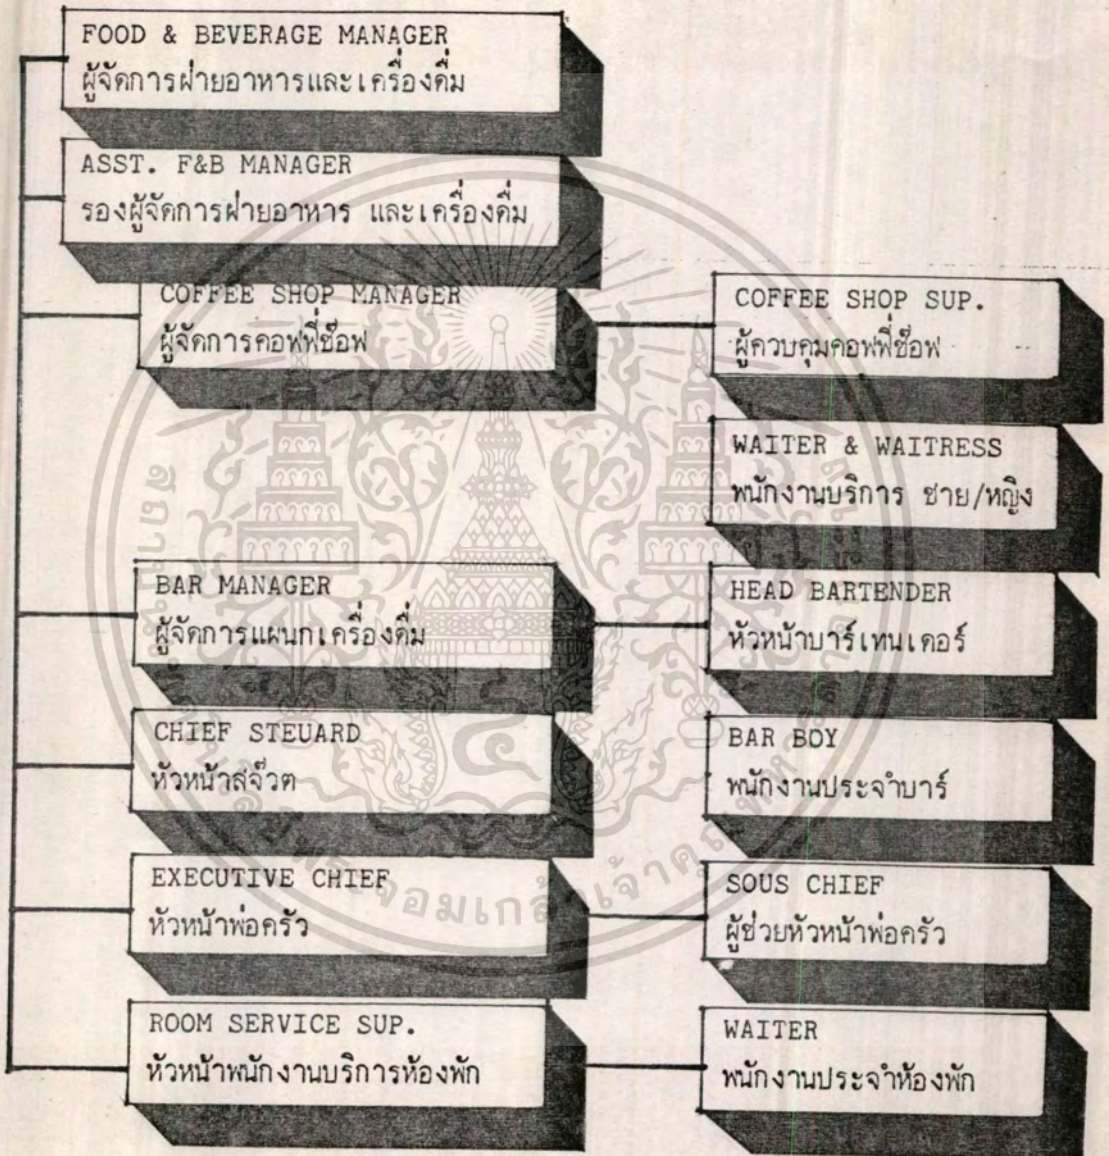 FOOD & BEVERAGE MANAGER
ผู้จัดการฝ่ายอาหารและเครื่องดื่ม
ASST. F&B MANAGER
รองผู้จัดการฝ่ายอาหาร และเครื่องดื่ม
COFFEE SHOP MANAGER
ผู้จัดการคอฟฟี่ช๊อฟ
COFFEE SHOP SUP.
ผู้ควบคุมคอฟฟี่ช๊อฟ
WAITER & WAITRESS
พนักงานบริการ ชาย/หญิง
BAR MANAGER
ผู้จัดการแผนกเครื่องดื่ม
HEAD BARTENDER
หัวหน้าบาร์เทนเดอร์
CHIEF STEUARD
หัวหน้าสจ๊วต
BAR BOY
พนักงานประจำบาร์
EXECUTIVE CHIEF
หัวหน้าพ่อครัว
SOUS CHIEF
ผู้ช่วยหัวหน้าพ่อครัว
ROOM SERVICE SUP.
หัวหน้าพนักงานบริการห้องพัก
WAITER
พนักงานประจำห้องพัก